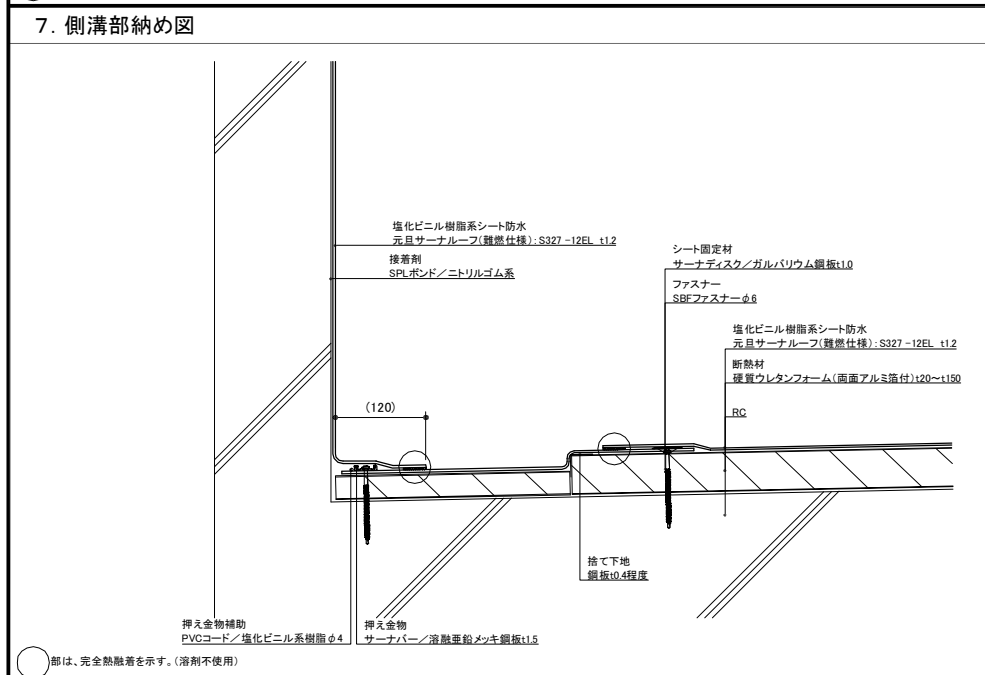 7. 側溝部納め図
塩化ビニル樹脂系シート防水
元旦サーナルーフ(難燃仕様):S327-12EL t1.2
接着剤
SPLボンド/ニトリルゴム系
シート固定材
サーナディスク/ガルバリウム鋼板t1.0
ファスナー
SBFファスナーφ6
塩化ビニル樹脂系シート防水
元旦サーナルーフ(難燃仕様):S327-12EL t1.2
断熱材
硬質ウレタンフォーム(両面アルミ箔付)t20~t150
RC
(120)
捨て下地
鋼板t0.4程度
押え金物補助
PVCコード/塩化ビニル系樹脂φ4
押え金物
サーナバー/溶融亜鉛メッキ鋼板t1.5
部は、完全熱融着を示す。(溶剤不使用)